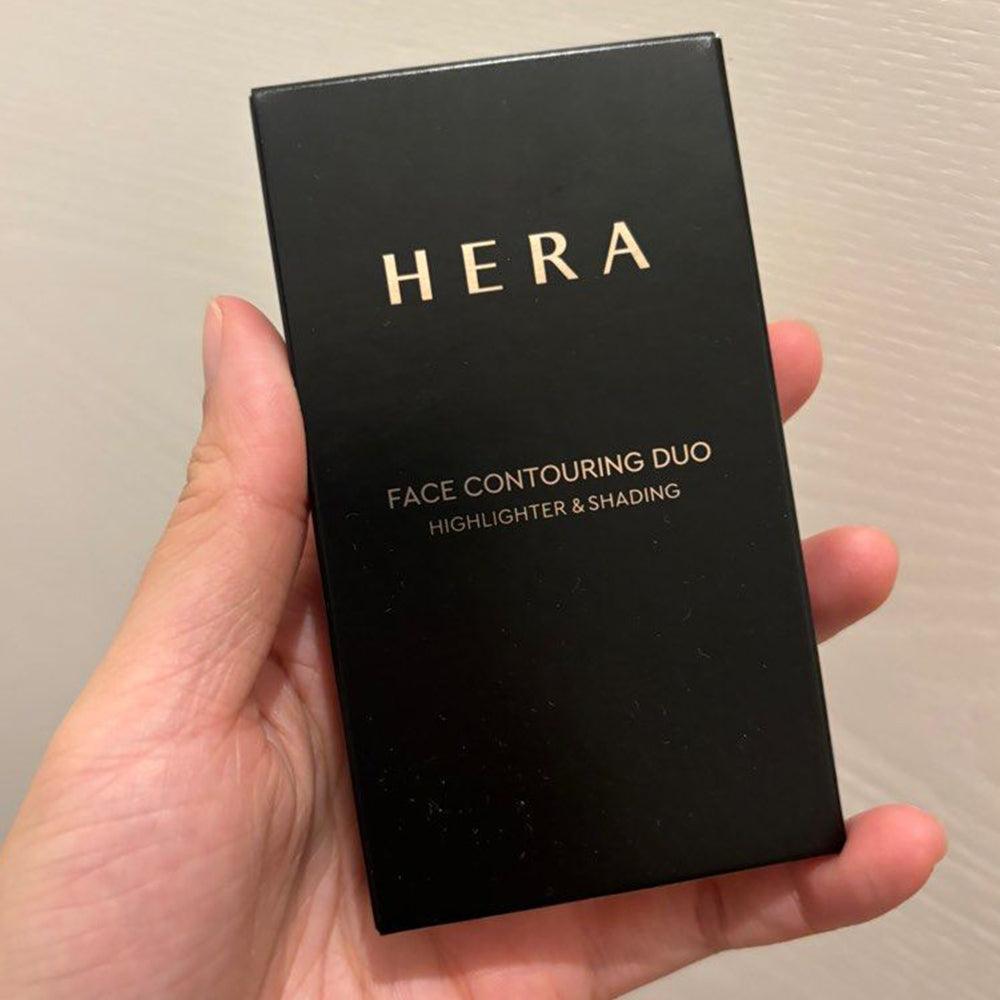 HERA
FACE CONTOURING DUO
HIGHLIGHTER & SHADING